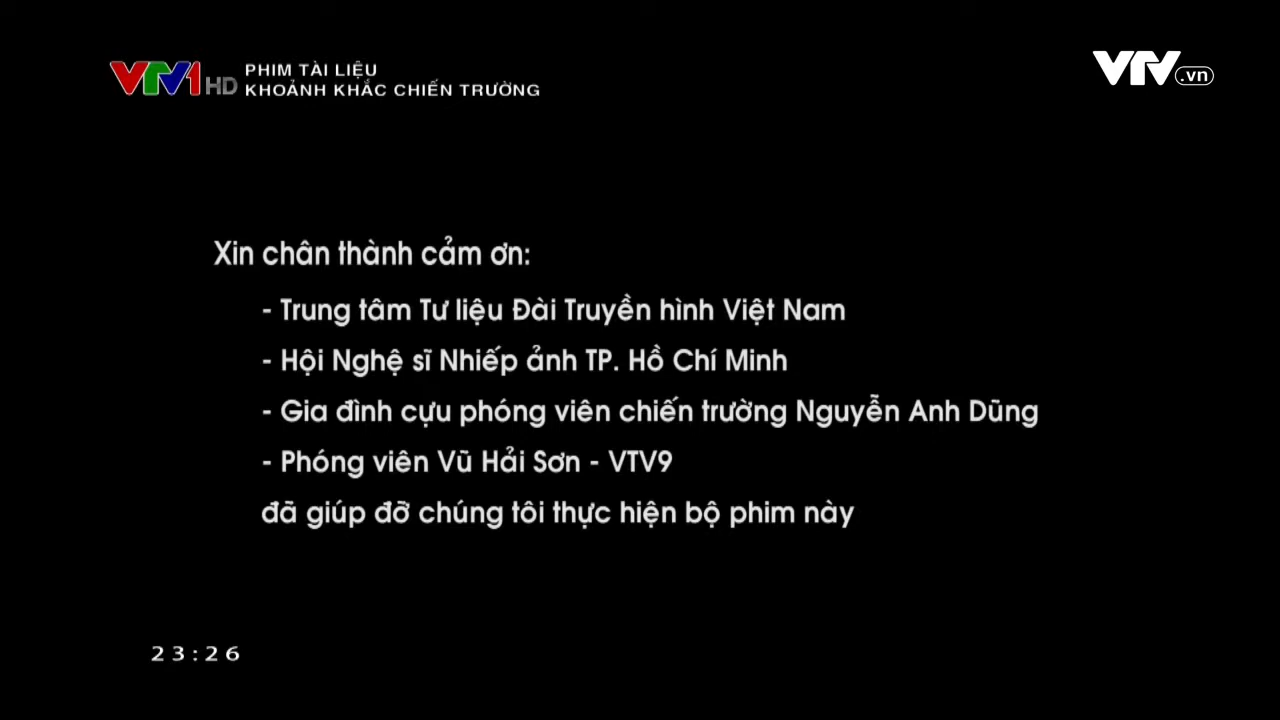 VTV1 HD
PHIM TÀI LIỆU
KHOẢNH KHẮC CHIẾN TRƯỜNG
VTV.vn
Xin chân thành cảm ơn:
- Trung tâm Tư liệu Đài Truyền hình Việt Nam
- Hội Nghệ sĩ Nhiếp ảnh TP. Hồ Chí Minh
- Gia đình cựu phóng viên chiến trường Nguyễn Anh Dũng
- Phóng viên Vũ Hải Sơn - VTV9
đã giúp đỡ chúng tôi thực hiện bộ phim này
23:26